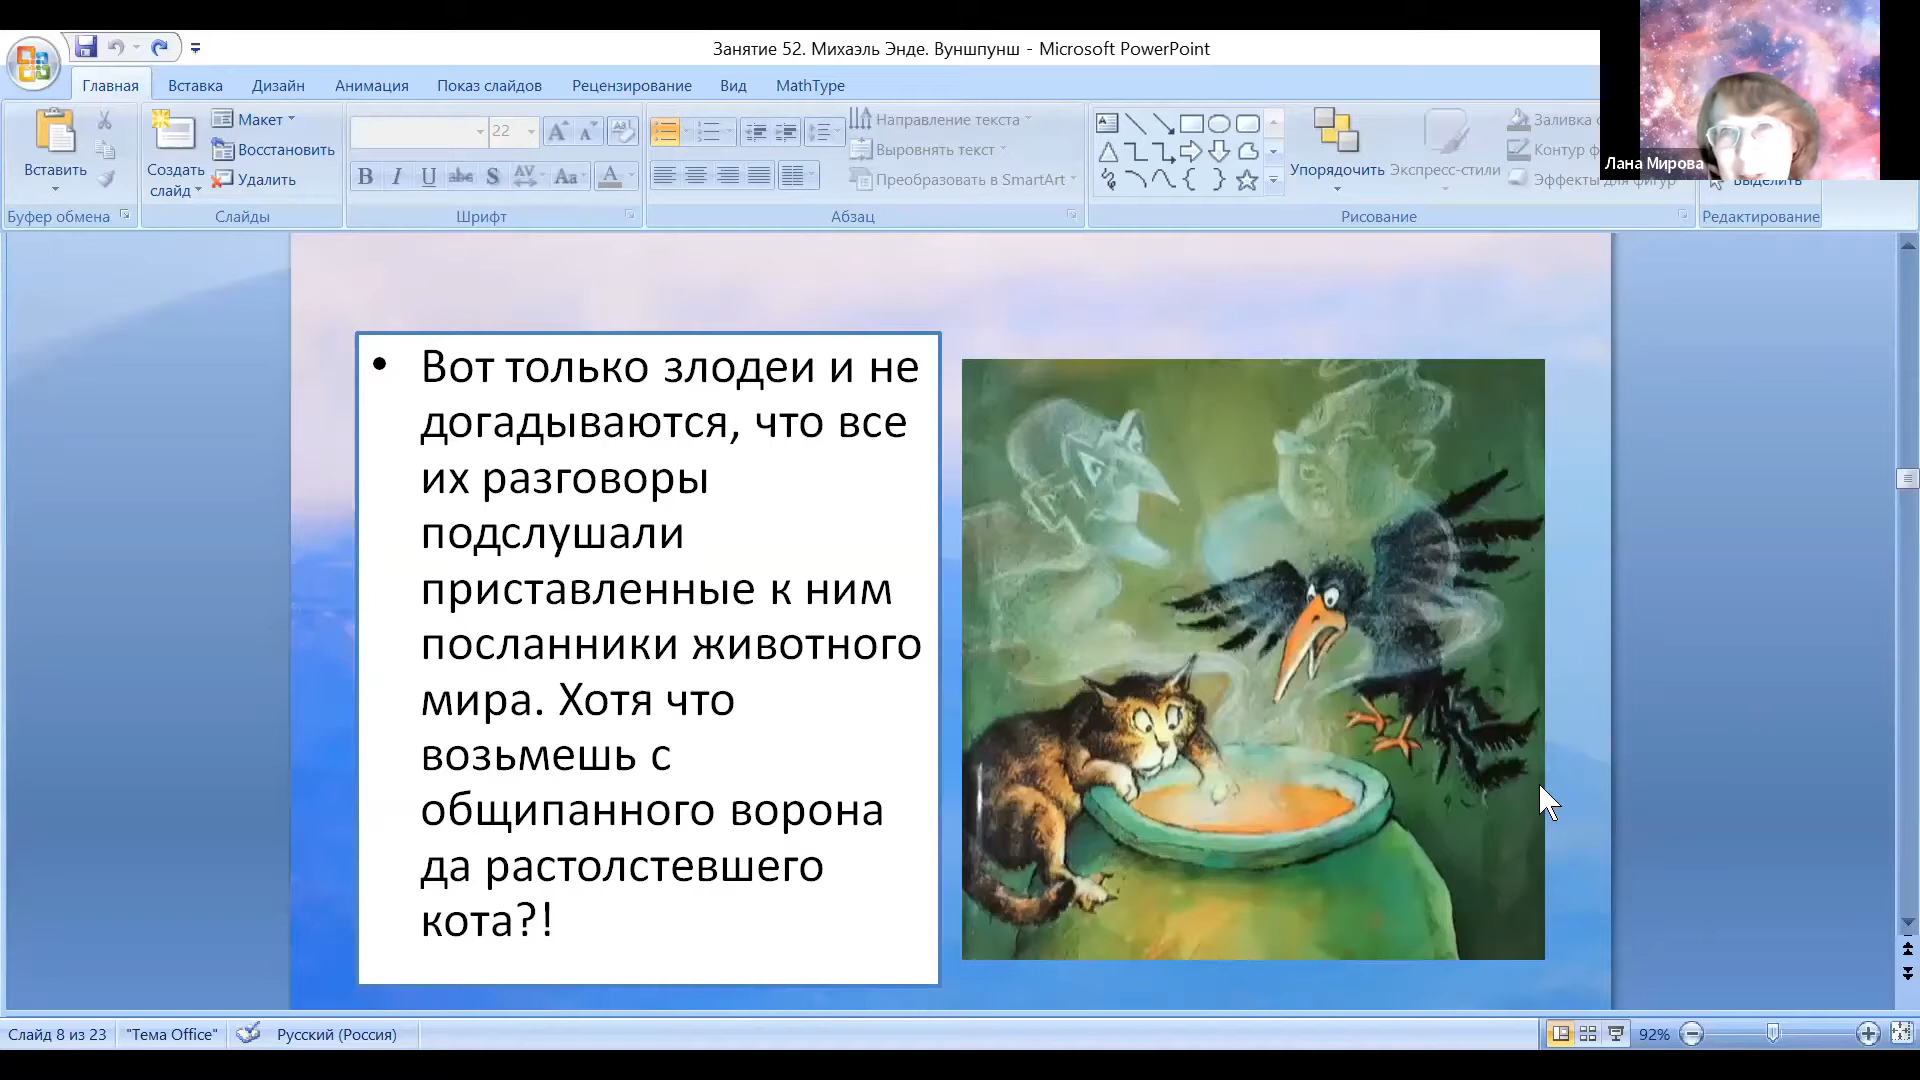 Занятие 52. Михаэль Энде. Вуншпунш - Microsoft PowerPoint
Главная Вставка Дизайн Анимация Показ слайдов Рецензирование Вид MathType
Вставить
Буфер обмена
Создать слайд
Макет
Восстановить
Удалить
Слайды
22
Шрифт
Направление текста
Выровнять текст
Преобразовать в SmartArt
Абзац
Упорядочить
Экспресс-стили
Заливка
Контур
Эффекты для фигур
Рисование
Выделить
Редактирование
Лана Мирова
Вот только злодеи и не
догадываются, что все
их разговоры
подслушали
приставленные к ним
посланники животного
мира. Хотя что
возьмешь с
общипанного ворона
да растолстевшего
кота?!
Слайд 8 из 23 "Тема Office" Русский (Россия) 92%